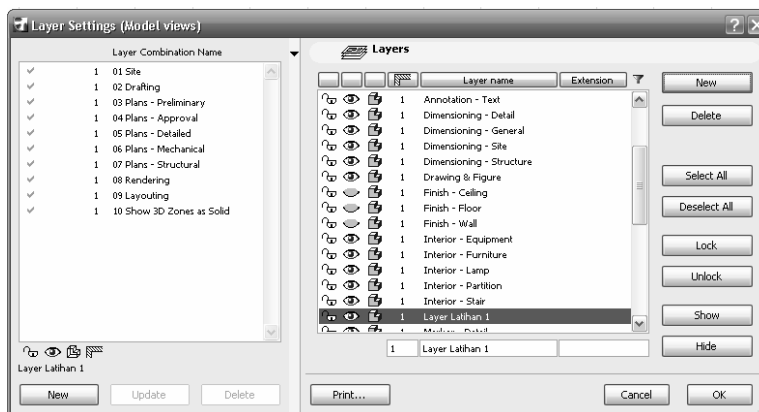 Layer Settings (Model views)
Layer Combination Name
1 01 Site
1 02 Drafting
1 03 Plans - Preliminary
1 04 Plans - Approval
1 05 Plans - Detailed
1 06 Plans - Mechanical
1 07 Plans - Structural
1 08 Rendering
1 09 Layouting
1 10 Show 3D Zones as Solid
Layer Latihan 1
New Update Delete
Layers
Layer name Extension
1 Annotation - Text
1 Dimensioning - Detail
1 Dimensioning - General
1 Dimensioning - Site
1 Dimensioning - Structure
1 Drawing & Figure
1 Finish - Ceiling
1 Finish - Floor
1 Finish - Wall
1 Interior - Equipment
1 Interior - Furniture
1 Interior - Lamp
1 Interior - Partition
1 Interior - Stair
1 Layer Latihan 1
1 Marker - Detail
1 Layer Latihan 1
New
Delete
Select All
Deselect All
Lock
Unlock
Show
Hide
Print... Cancel OK